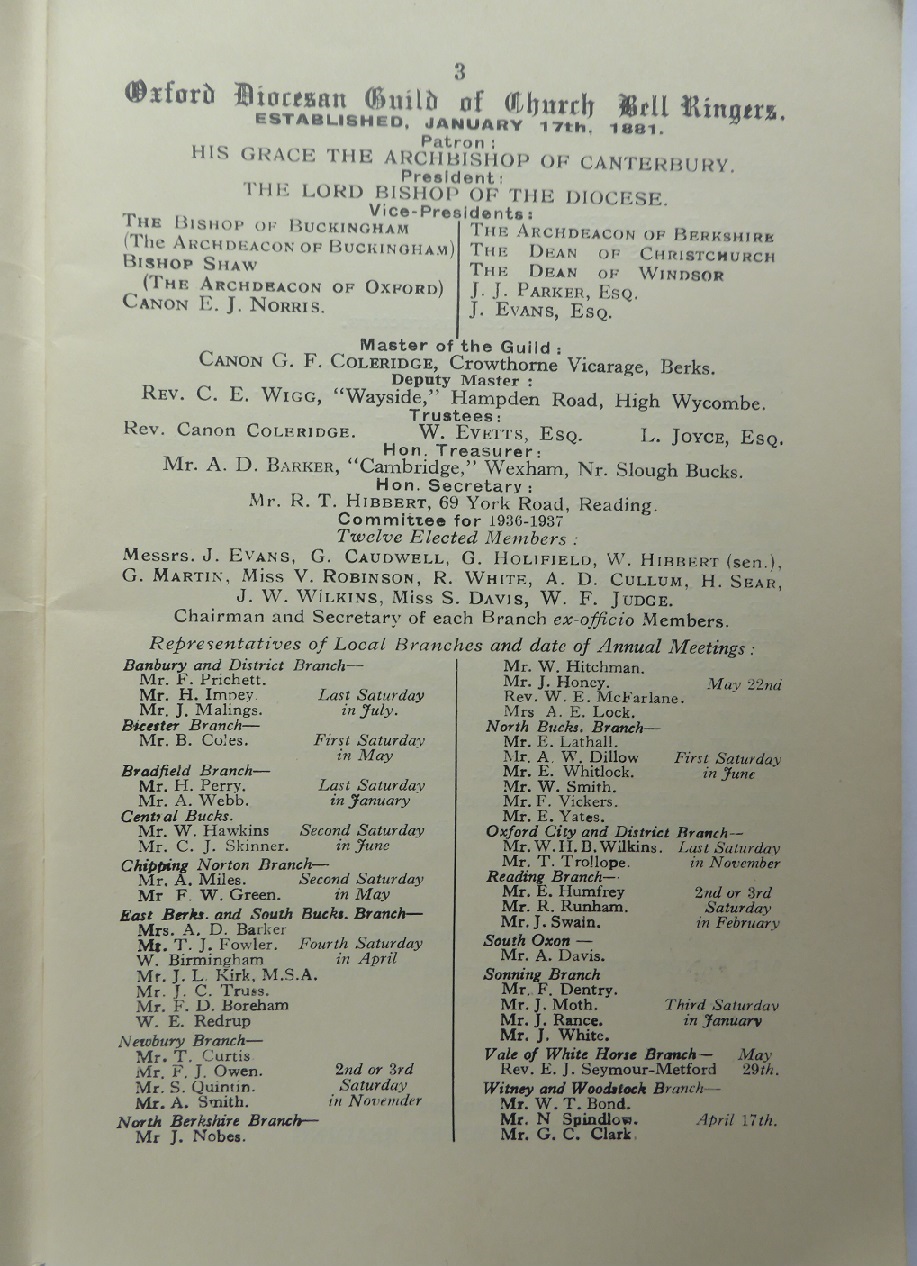 3
Oxford Diocesan Guild of Church Bell Ringers.
ESTABLISHED, JANUARY 17th, 1881.
Patron:
HIS GRACE THE ARCHBISHOP OF CANTERBURY.
President:
THE LORD BISHOP OF THE DIOCESE.
Vice-Presidents:
THE BISHOP OF BUCKINGHAM
(The ARCHDEACON OF BUCKINGHAM)
BISHOP SHAW
(THE ARCHDEACON OF OXFORD)
CANON E. J. NORRIS.
THE ARCHDEACON OF BERKSHIRE
THE DEAN OF CHRISTCHURCH
THE DEAN OF WINDSOR
J. J. PARKER, ESQ.
J. EVANS, ESQ.
Master of the Guild:
CANON G. F. COLERIDGE, Crowthorne Vicarage, Berks.
Deputy Master:
REV. C. E. WIGG, "Wayside," Hampden Road, High Wycombe.
Trustees:
Rev. Canon COLERIDGE. W. EVETTS, ESQ. L. JOYCE, ESQ.
Hon. Treasurer:
Mr. A. D. BARKER, "Cambridge," Wexham, Nr. Slough Bucks.
Hon. Secretary:
Mr. R. T. HIBBERT, 69 York Road, Reading.
Committee for 1936-1937
Twelve Elected Members:
Messrs. J. EVANS, G. CAUDWELL, G. HOLIFIELD, W. HIBBERT (sen.),
G. MARTIN, Miss V. ROBINSON, R. WHITE, A. D. CULLUM, H. SEAR,
J. W. WILKINS, Miss S. DAVIS, W. F. JUDGE.
Chairman and Secretary of each Branch ex-officio Members.
Representatives of Local Branches and date of Annual Meetings:
Banbury and District Branch—
Mr. F. Prichett.
Mr. H. Impey. Last Saturday
Mr. J. Malings. in July.
Bicester Branch—
Mr. B. Coles. First Saturday
in May
Bradfield Branch—
Mr. H. Perry. Last Saturday
Mr. A. Webb. in January
Central Bucks.
Mr. W. Hawkins Second Saturday
Mr. C. J. Skinner. in June
Chipping Norton Branch—
Mr. A. Miles. Second Saturday
Mr F. W. Green. in May
East Berks. and South Bucks. Branch—
Mrs. A. D. Barker
Mr. T. J. Fowler. Fourth Saturday
W. Birmingham in April
Mr. J. L. Kirk, M.S.A.
Mr. J. C. Truss.
Mr. F. D. Boreham
W. E. Redrup
Newbury Branch—
Mr. T. Curtis
Mr. F. J. Owen. 2nd or 3rd
Mr. S. Quintin. Saturday
Mr. A. Smith. in Novemder
North Berkshire Branch—
Mr J. Nobes.
Mr. W. Hitchman.
Mr. J. Honey. May 22nd
Rev. W. E. McFarlane.
Mrs A. E. Lock.
North Bucks. Branch—
Mr. E. Lathall.
Mr. A. W. Dillow First Saturday
Mr. E. Whitlock. in June
Mr. W. Smith.
Mr. F. Vickers.
Mr. E. Yates.
Oxford City and District Branch—
Mr. W. H. B. Wilkins. Last Saturday
Mr. T. Trollope. in November
Reading Branch—
Mr. E. Humfrey 2nd or 3rd
Mr. R. Runham. Saturday
Mr. J. Swain. in February
South Oxon —
Mr. A. Davis.
Sonning Branch
Mr. F. Dentry.
Mr. J. Moth. Third Saturday
Mr. J. Rance. in January
Mr. J. White.
Vale of White Horse Branch— May
Rev. E. J. Seymour-Metford 29th.
Witney and Woodstock Branch—
Mr. W. T. Bond.
Mr. N Spindlow. April 17th.
Mr. G. C. Clark.